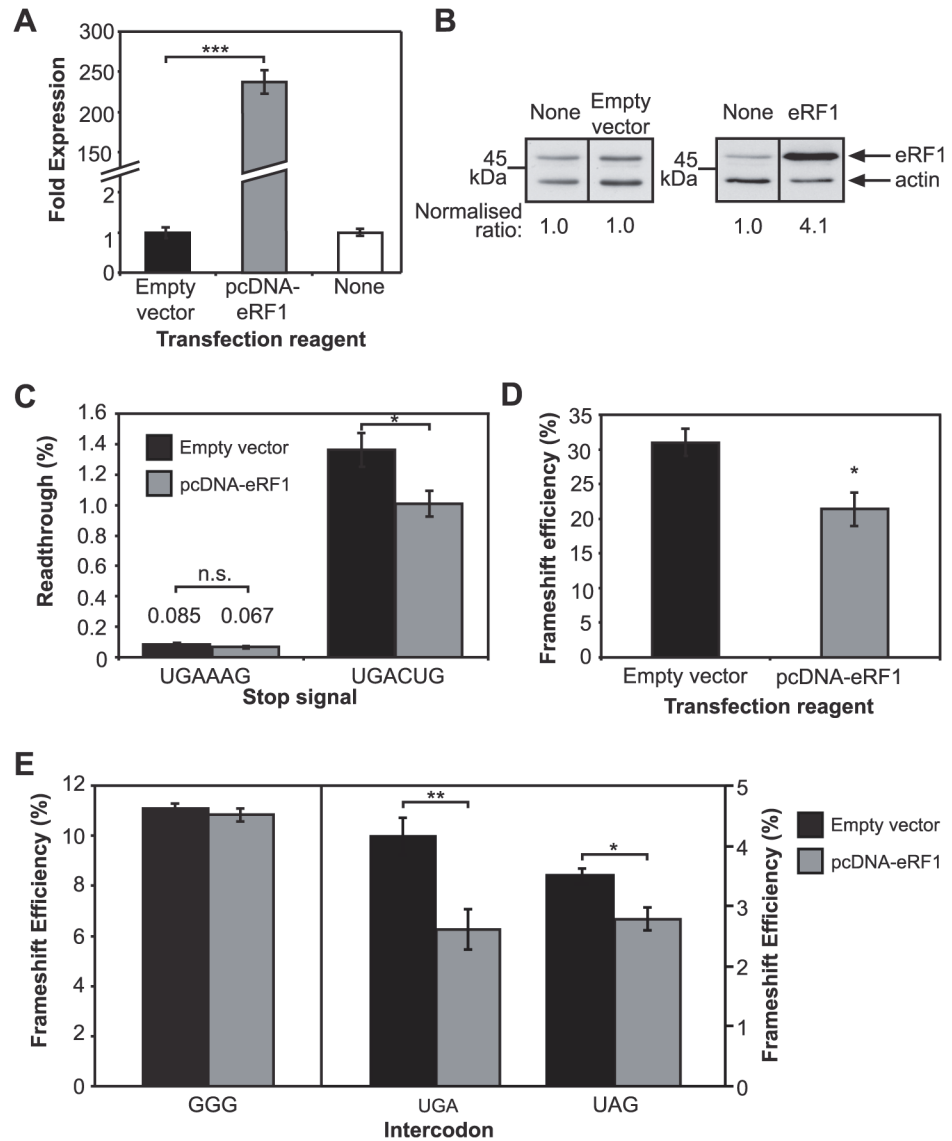 A
300
250
200
150
2
1
0
Fold Expression
***
Empty
vector
pcDNA-
eRF1
None
Transfection reagent
B
None
Empty
vector
None
eRF1
45
kDa
45
kDa
eRF1
actin
Normalised
ratio:
1.0
1.0
1.0
4.1
C
1.6
1.4
1.2
1.0
0.8
0.6
0.4
0.2
0
Readthrough (%)
Empty vector
pcDNA-eRF1
n.s.
0.085
0.067
*
UGAAAG
UGACUG
Stop signal
D
35
30
25
20
15
10
5
0
Frameshift efficiency (%)
*
Empty vector
pcDNA-eRF1
Transfection reagent
E
12
10
8
6
4
2
0
Frameshift Efficiency (%)
**
*
5
4
3
2
1
0
Frameshift Efficiency (%)
Empty vector
pcDNA-eRF1
GGG
UGA
UAG
Intercodon